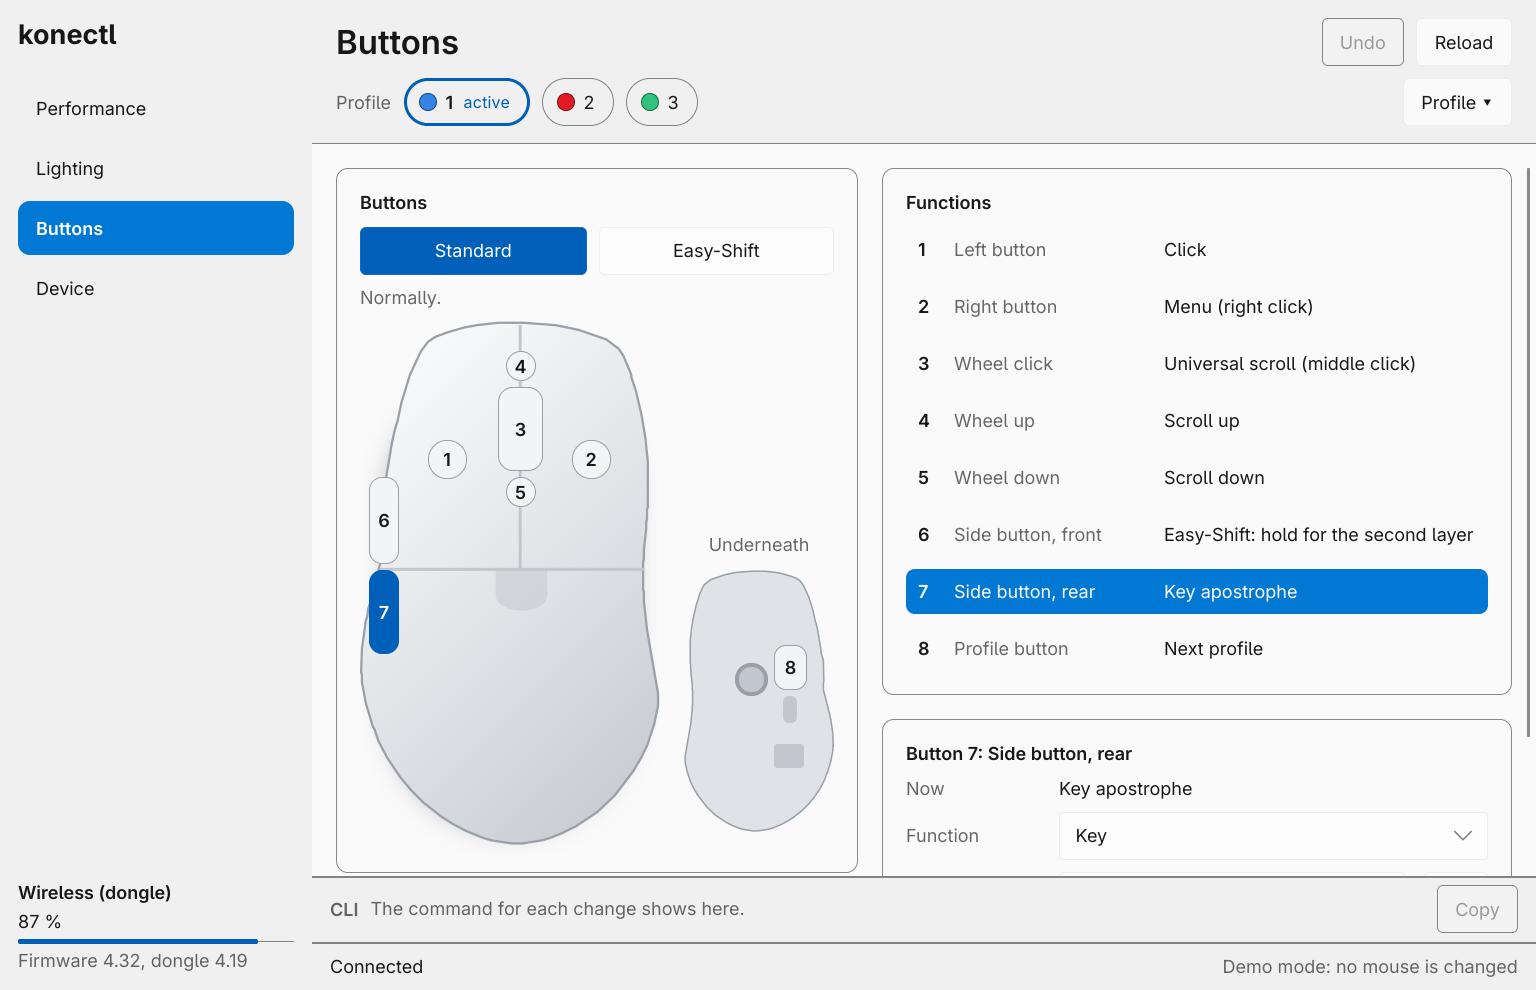 konectl
Performance
Lighting
Buttons
Device
Wireless (dongle)
87 %
Firmware 4.32, dongle 4.19
Buttons
Undo
Reload
Profile
1 active
2
3
Profile ▾
Buttons
Standard
Easy-Shift
Normally.
4
3
1
2
5
6
7
Underneath
8
Functions
1 Left button Click
2 Right button Menu (right click)
3 Wheel click Universal scroll (middle click)
4 Wheel up Scroll up
5 Wheel down Scroll down
6 Side button, front Easy-Shift: hold for the second layer
7 Side button, rear Key apostrophe
8 Profile button Next profile
Button 7: Side button, rear
Now Key apostrophe
Function Key
CLI The command for each change shows here.
Copy
Connected
Demo mode: no mouse is changed